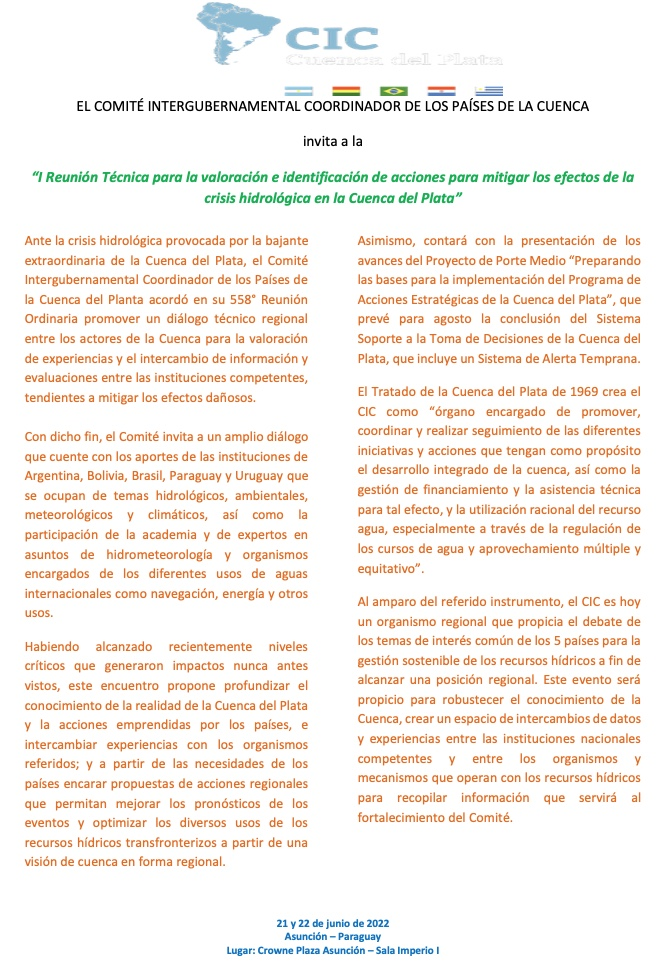 CIC
Cuenca del Plata
EL COMITÉ INTERGUBERNAMENTAL COORDINADOR DE LOS PAÍSES DE LA CUENCA
invita a la
“I Reunión Técnica para la valoración e identificación de acciones para mitigar los efectos de la
crisis hidrológica en la Cuenca del Plata”
Ante la crisis hidrológica provocada por la bajante
extraordinaria de la Cuenca del Plata, el Comité
Intergubernamental Coordinador de los Países de
la Cuenca del Planta acordó en su 558° Reunión
Ordinaria promover un diálogo técnico regional
entre los actores de la Cuenca para la valoración
de experiencias y el intercambio de información y
evaluaciones entre las instituciones competentes,
tendientes a mitigar los efectos dañosos.
Con dicho fin, el Comité invita a un amplio diálogo
que cuente con los aportes de las instituciones de
Argentina, Bolivia, Brasil, Paraguay y Uruguay que
se ocupan de temas hidrológicos, ambientales,
meteorológicos y climáticos, así como la
participación de la academia y de expertos en
asuntos de hidrometeorología y organismos
encargados de los diferentes usos de aguas
internacionales como navegación, energía y otros
usos.
Habiendo alcanzado recientemente niveles
críticos que generaron impactos nunca antes
vistos, este encuentro propone profundizar el
conocimiento de la realidad de la Cuenca del Plata
y la acciones emprendidas por los países, e
intercambiar experiencias con los organismos
referidos; y a partir de las necesidades de los
países encarar propuestas de acciones regionales
que permitan mejorar los pronósticos de los
eventos y optimizar los diversos usos de los
recursos hídricos transfronterizos a partir de una
visión de cuenca en forma regional.
Asimismo, contará con la presentación de los
avances del Proyecto de Porte Medio “Preparando
las bases para la implementación del Programa de
Acciones Estratégicas de la Cuenca del Plata”, que
prevé para agosto la conclusión del Sistema
Soporte a la Toma de Decisiones de la Cuenca del
Plata, que incluye un Sistema de Alerta Temprana.
El Tratado de la Cuenca del Plata de 1969 crea el
CIC como “órgano encargado de promover,
coordinar y realizar seguimiento de las diferentes
iniciativas y acciones que tengan como propósito
el desarrollo integrado de la cuenca, así como la
gestión de financiamiento y la asistencia técnica
para tal efecto, y la utilización racional del recurso
agua, especialmente a través de la regulación de
los cursos de agua y aprovechamiento múltiple y
equitativo”.
Al amparo del referido instrumento, el CIC es hoy
un organismo regional que propicia el debate de
los temas de interés común de los 5 países para la
gestión sostenible de los recursos hídricos a fin de
alcanzar una posición regional. Este evento será
propicio para robustecer el conocimiento de la
Cuenca, crear un espacio de intercambios de datos
y experiencias entre las instituciones nacionales
competentes y entre los organismos y
mecanismos que operan con los recursos hídricos
para recopilar información que servirá al
fortalecimiento del Comité.
21 y 22 de junio de 2022
Asunción – Paraguay
Lugar: Crowne Plaza Asunción – Sala Imperio I